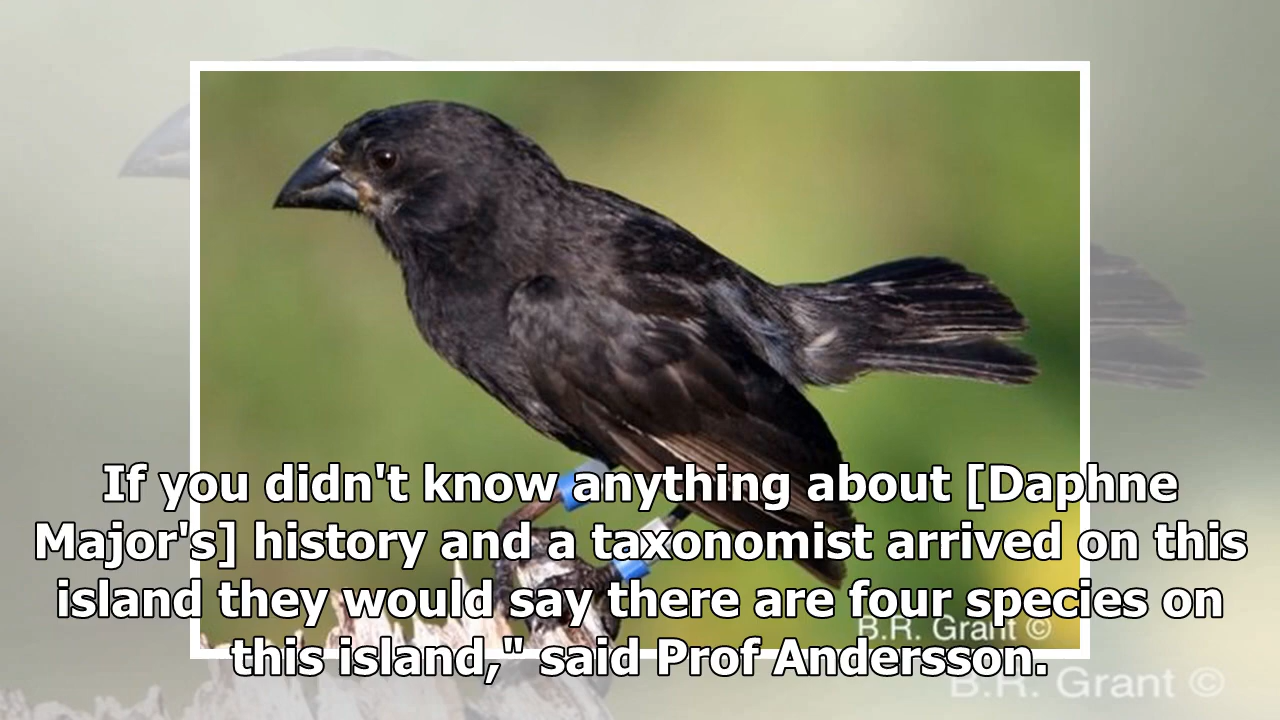 If you didn't know anything about [Daphne
Major's] history and a taxonomist arrived on this
island they would say there are four species on
B.R. Grant ©
this island," said Prof Andersson.
B.R. Grant ©